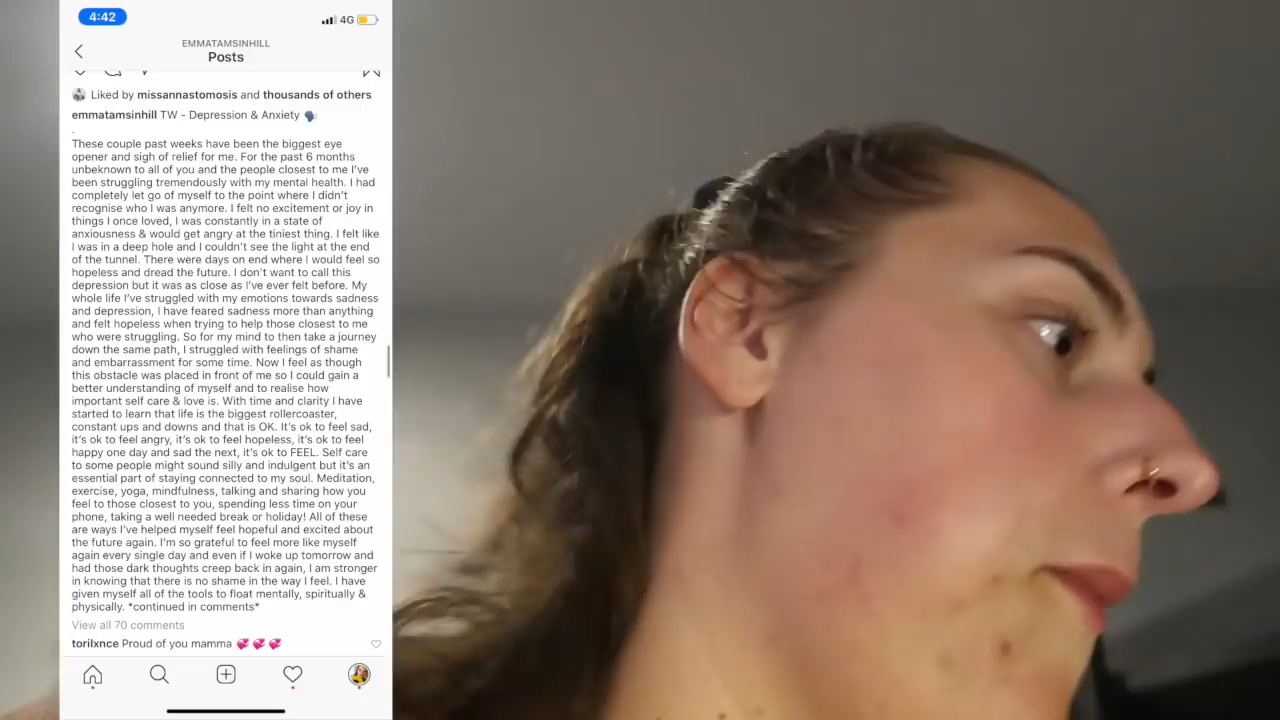 4:42
4G
EMMATAMSINHILL
Posts
Liked by missannastomosis and thousands of others
emmatamsinhill TW - Depression & Anxiety 🗣
.
These couple past weeks have been the biggest eye
opener and sigh of relief for me. For the past 6 months
unbeknown to all of you and the people closest to me I've
been struggling tremendously with my mental health. I had
completely let go of myself to the point where I didn't
recognise who I was anymore. I felt no excitement or joy in
things I once loved, I was constantly in a state of
anxiousness & would get angry at the tiniest thing. I felt like
I was in a deep hole and I couldn't see the light at the end
of the tunnel. There were days on end where I would feel so
hopeless and dread the future. I don't want to call this
depression but it was as close as I've ever felt before. My
whole life I've struggled with my emotions towards sadness
and depression, I have feared sadness more than anything
and felt hopeless when trying to help those closest to me
who were struggling. So for my mind to then take a journey
down the same path, I struggled with feelings of shame
and embarrassment for some time. Now I feel as though
this obstacle was placed in front of me so I could gain a
better understanding of myself and to realise how
important self care & love is. With time and clarity I have
started to learn that life is the biggest rollercoaster,
constant ups and downs and that is OK. It's ok to feel sad,
it's ok to feel angry, it's ok to feel hopeless, it's ok to feel
happy one day and sad the next, it's ok to FEEL. Self care
to some people might sound silly and indulgent but it's an
essential part of staying connected to my soul. Meditation,
exercise, yoga, mindfulness, talking and sharing how you
feel to those closest to you, spending less time on your
phone, taking a well needed break or holiday! All of these
are ways I've helped myself feel hopeful and excited about
the future again. I'm so grateful to feel more like myself
again every single day and even if I woke up tomorrow and
had those dark thoughts creep back in again, I am stronger
in knowing that there is no shame in the way I feel. I have
given myself all of the tools to float mentally, spiritually &
physically. *continued in comments*
View all 70 comments
torilxnce Proud of you mamma 💞💞💞